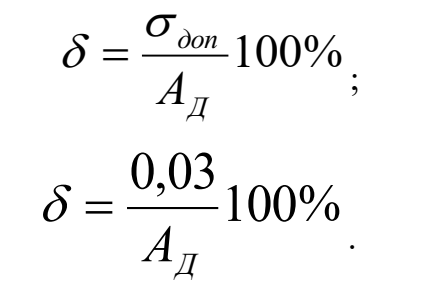 δ = σ_доп / A_Д 100% ;
δ = 0,03 / A_Д 100% .